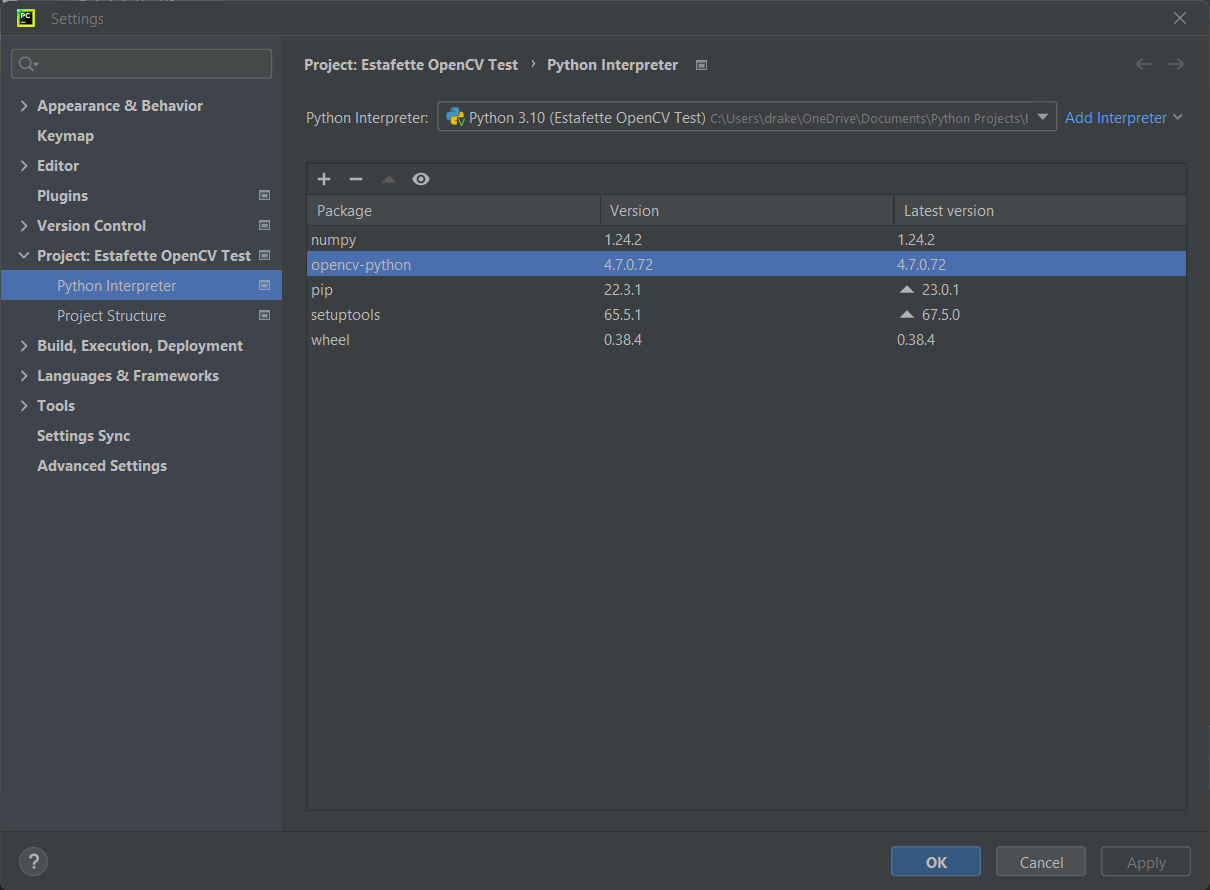 PC
Settings
Project: Estafette OpenCV Test › Python Interpreter
Appearance & Behavior
Keymap
Editor
Plugins
Version Control
Project: Estafette OpenCV Test
Python Interpreter
Project Structure
Build, Execution, Deployment
Languages & Frameworks
Tools
Settings Sync
Advanced Settings
Python Interpreter: Python 3.10 (Estafette OpenCV Test) C:\Users\drake\OneDrive\Documents\Python Projects\ Add Interpreter
Package Version Latest version
numpy 1.24.2 1.24.2
opencv-python 4.7.0.72 4.7.0.72
pip 22.3.1 23.0.1
setuptools 65.5.1 67.5.0
wheel 0.38.4 0.38.4
? OK Cancel Apply